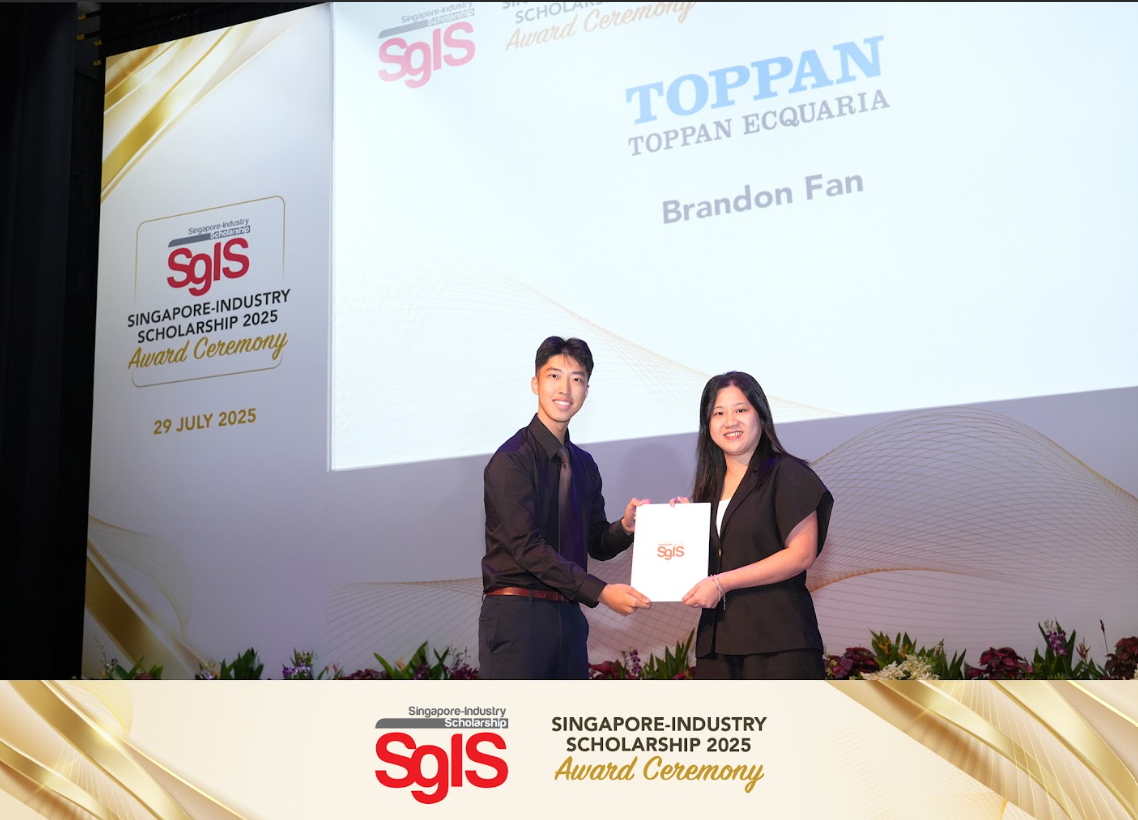 Singapore-Industry
Scholarship
SgIS
SCHOLARS
Award Ceremony
TOPPAN
TOPPAN ECQUARIA
Brandon Fan
Singapore-Industry
Scholarship
SgIS
SINGAPORE-INDUSTRY
SCHOLARSHIP 2025
Award Ceremony
29 JULY 2025
SgIS
Singapore-Industry
Scholarship
SgIS
SINGAPORE-INDUSTRY
SCHOLARSHIP 2025
Award Ceremony